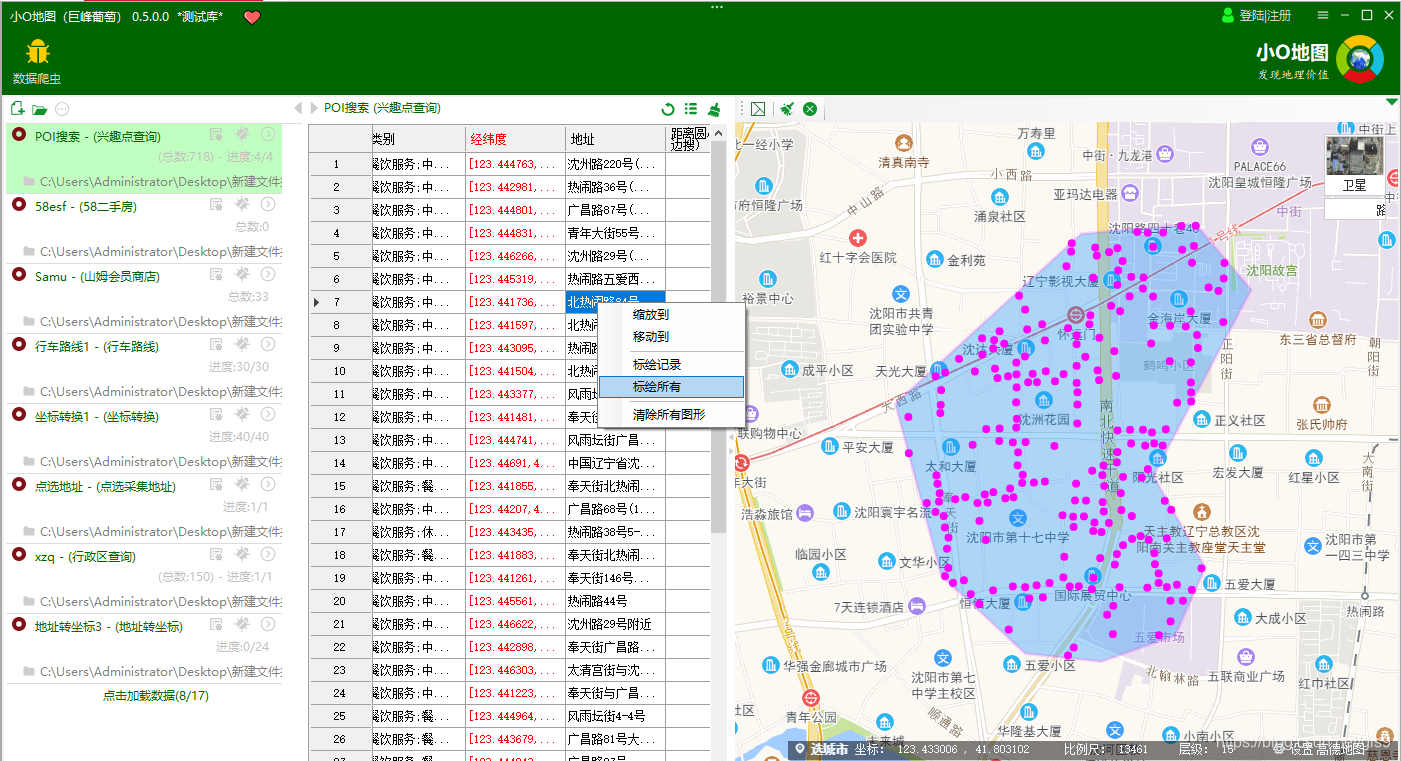 小O地图（巨峰葡萄） 0.5.0.0 *测试库*
登陆|注册
数据爬虫
小O地图
发现地理价值
POI搜索 - (兴趣点查询)
(总数:718) - 进度:4/4
C:\Users\Administrator\Desktop\新建文件
58esf - (58二手房)
总数:0
C:\Users\Administrator\Desktop\新建文件
Samu - (山姆会员商店)
总数:33
C:\Users\Administrator\Desktop\新建文件
行车路线1 - (行车路线)
进度:30/30
C:\Users\Administrator\Desktop\新建文件
坐标转换1 - (坐标转换)
进度:40/40
C:\Users\Administrator\Desktop\新建文件
点选地址 - (点选采集地址)
进度:1/1
C:\Users\Administrator\Desktop\新建文件
xzq - (行政区查询)
(总数:150) - 进度:1/1
C:\Users\Administrator\Desktop\新建文件
地址转坐标3 - (地址转坐标)
进度:0/24
C:\Users\Administrator\Desktop\新建文件
点击加载数据(8/17)
POI搜索 (兴趣点查询)
类别 经纬度 地址 距离圆
餐饮服务;中... [123.444763,... 沈州路220号(...
2 餐饮服务;中... [123.442981,... 热闹路36号(...
3 餐饮服务;中... [123.444801,... 广昌路87号(...
4 餐饮服务;中... [123.444831,... 青年大街55号...
5 餐饮服务;中... [123.446266,... 沈州路29号(...
6 餐饮服务;中... [123.445319,... 热闹路五爱西...
7 餐饮服务;中... [123.441736,... 北热闹路84号
8 餐饮服务;中... [123.441597,... 北热闹
9 餐饮服务;中... [123.443095,... 热闹路
10 餐饮服务;中... [123.441504,... 北热闹
11 餐饮服务;中... [123.443377,... 风雨坛
12 餐饮服务;中... [123.441481,... 奉天街
13 餐饮服务;中... [123.444741,... 风雨坛街广昌...
14 餐饮服务;中... [123.44691,4... 中国辽宁省沈...
15 餐饮服务;餐... [123.441855,... 奉天街北热闹...
16 餐饮服务;餐... [123.44207,4... 广昌路68号(1...
17 餐饮服务;休... [123.443435,... 热闹路38号5-...
18 餐饮服务;餐... [123.441883,... 奉天街北热闹...
19 餐饮服务;中... [123.441261,... 奉天街146号...
20 餐饮服务;中... [123.445561,... 热闹路44号
21 餐饮服务;中... [123.446622,... 沈州路29号附近
22 餐饮服务;中... [123.442898,... 奉天街广昌路...
23 餐饮服务;中... [123.446303,... 太清宫街与沈...
24 餐饮服务;中... [123.441223,... 奉天街与广昌...
25 餐饮服务;餐... [123.444964,... 风雨坛街4-4号
26 餐饮服务;餐... [123.443679,... 广昌路81号大...
缩放到
移动到
标绘记录
标绘所有
清除所有图形
北一经小学
清真南寺
万寿里
中街·九龙港
PALACE66
沈阳皇城恒隆广场
中街上
卫星
路
市府恒隆广场
中山路
小西路
亚玛达电器
涌泉社区
中街
红十字会医院
金利苑
沈阳路四十巷40
1号线
沈阳故宫
裕景中心
沈阳市共青
团实验中学
辽宁影视大厦
怀远门
金海岸大厦
东三省总督府
正阳街
朝阳街
成平小区
天光大厦
沈达大厦
鹤鸣小区
大西路
沈洲花园
南北快速干道
正义社区
张氏帅府
联购物中心
平安大厦
太和大厦
阳光社区
宏发大厦
红星小区
大南街
年大街
浩淼旅馆
沈阳寰宇名流
奉天街
沈阳市第十七中学
天主教辽宁总教区沈
阳南关主教座堂天主堂
沈阳市第
一四三中学
临园小区
文华小区
五爱大厦
7天连锁酒店
恒德大厦
国际展贸中心
大成小区
热闹路
五爱市场
华强金廊城市广场
沈阳市第七
中学主校区
五爱小区
北翰林路
五联商业广场
红巾社区
青年公园
顺通路
华隆基大厦
未来城
小南小区
选城市 坐标： 123.433006 , 41.803102 比例尺： 13461 层级： 15 设置 高德地图